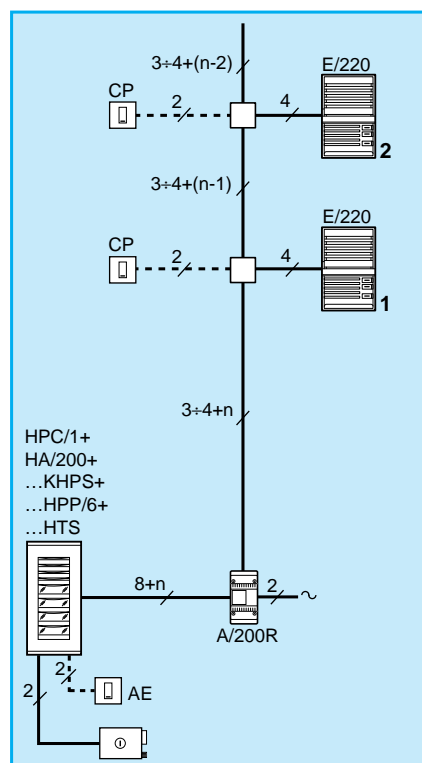 3÷4+(n-2)
E/220
CP
2
4
2
3÷4+(n-1)
E/220
CP
2
4
1
3÷4+n
HPC/1+
HA/200+
…KHPS+
…HPP/6+
…HTS
8+n
2
A/200R
2
2
AE